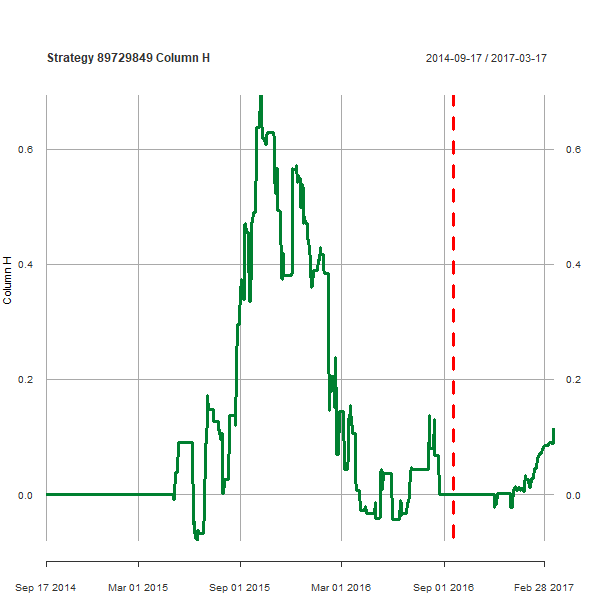 Strategy 89729849 Column H
2014-09-17 / 2017-03-17
0.6
0.6
0.4
0.4
Column H
0.2
0.2
0.0
0.0
Sep 17 2014
Mar 01 2015
Sep 01 2015
Mar 01 2016
Sep 01 2016
Feb 28 2017